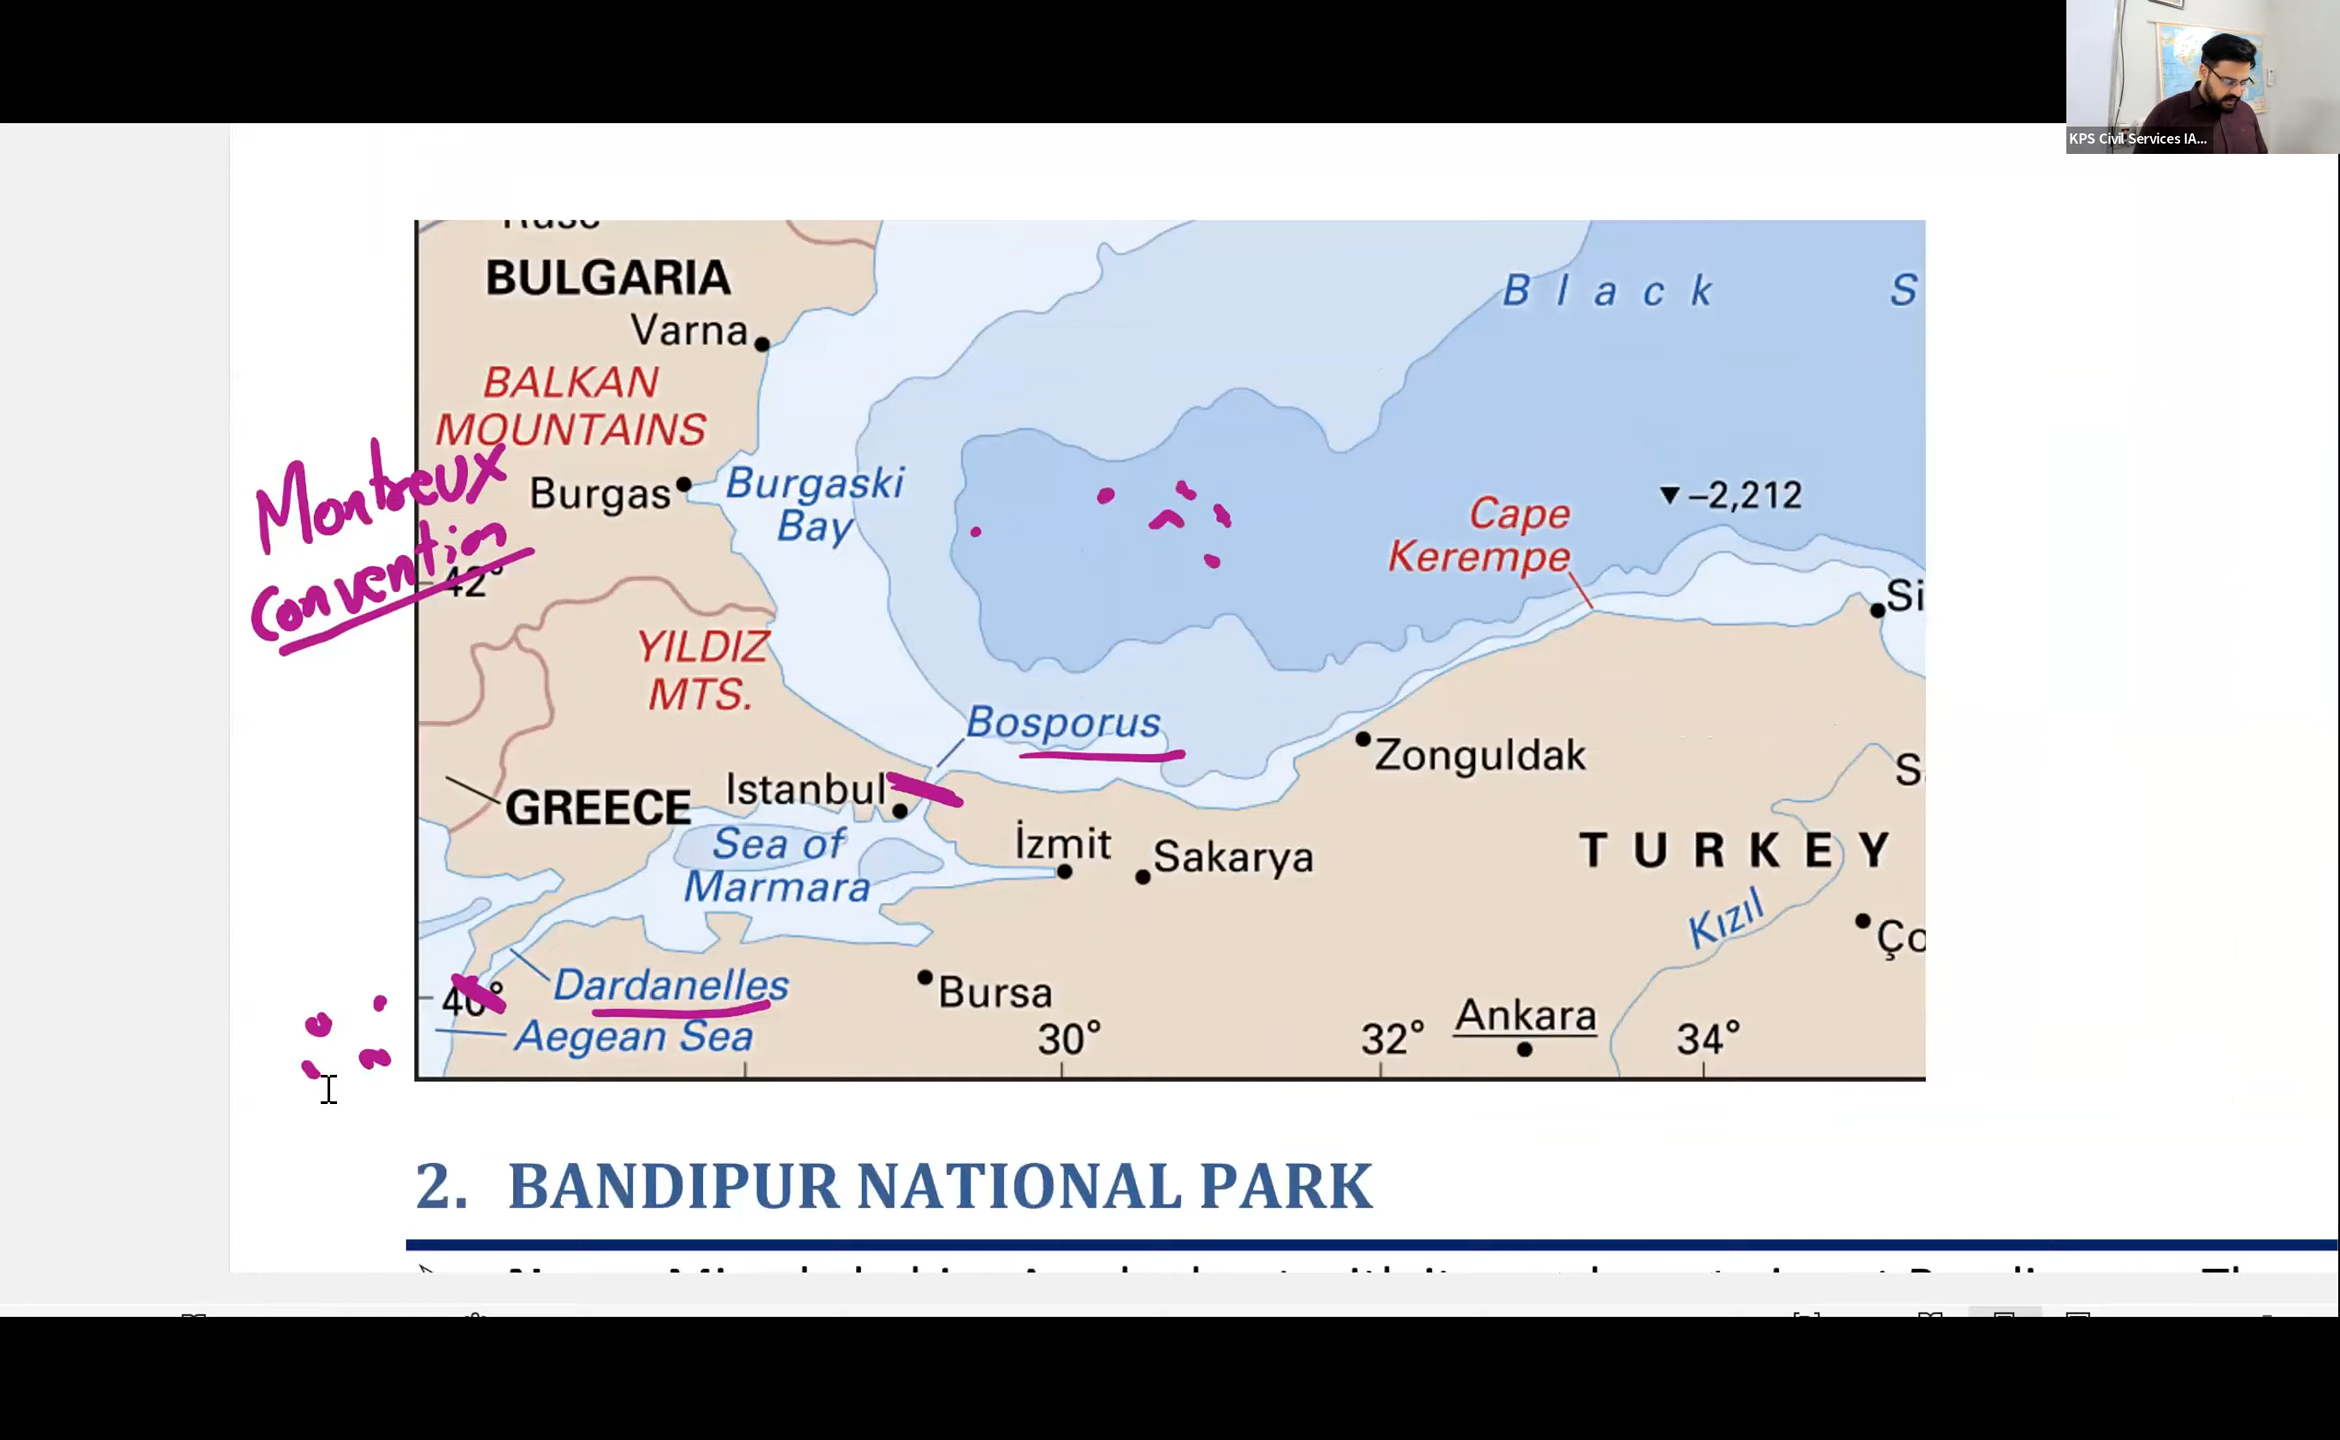 KPS Civil Services IA...
BULGARIA
Varna
BALKAN
MOUNTAINS
Burgas
Burgaski
Bay
Black S
Cape
Kerempe
–2,212
Si
Montreux
Convention
42°
YILDIZ
MTS.
Bosporus
Zonguldak
Istanbul
GREECE
Sea of
Marmara
İzmit
Sakarya
TURKEY
Kızıl
Ço
Dardanelles
40°
Aegean Sea
Bursa
30°
32°
Ankara
34°
2. BANDIPUR NATIONAL PARK